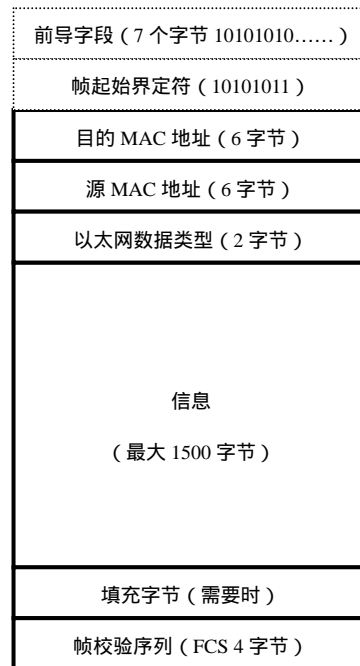 前导字段（7 个字节 10101010……）
帧起始界定符（10101011）
目的 MAC 地址（6 字节）
源 MAC 地址（6 字节）
以太网数据类型（2 字节）
信息
（最大 1500 字节）
填充字节（需要时）
帧校验序列（FCS 4 字节）